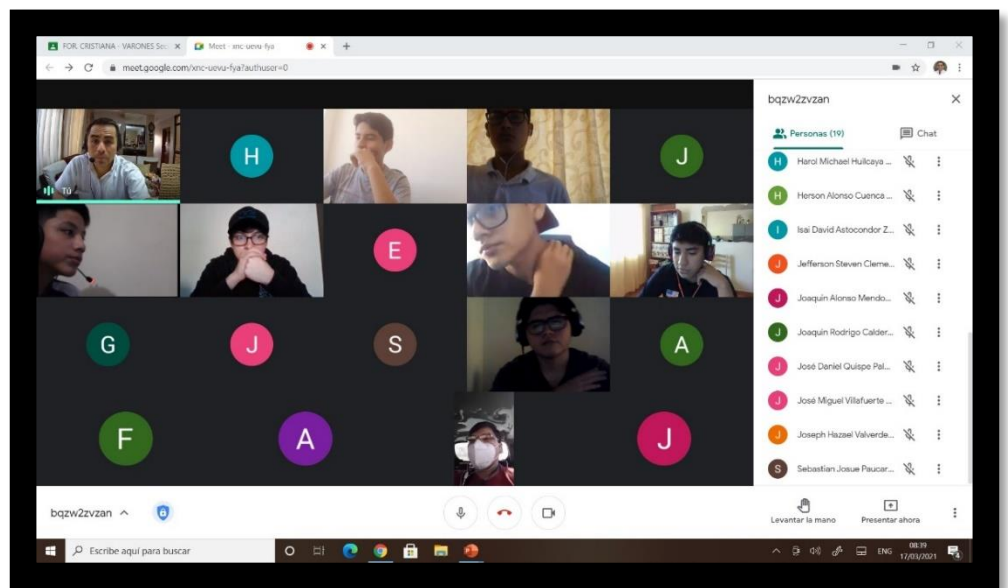 FOR. CRISTIANA - VARONES Sec
Meet - xnc-uevu-fya
meet.google.com/xnc-uevu-fya?authuser=0
bqzw2zvzan
Personas (19)
Chat
Tú
H
J
E
G
J
S
A
F
A
J
H Harol Michael Huilcaya ...
H Herson Alonso Cuenca ...
I Isai David Astocondor Z...
J Jefferson Steven Cleme...
J Joaquin Alonso Mendo...
J Joaquin Rodrigo Calder...
J José Daniel Quispe Pal...
J José Miguel Villafuerte ...
J Joseph Hazael Valverde...
S Sebastian Josue Paucar...
bqzw2zvzan
Levantar la mano
Presentar ahora
Escribe aquí para buscar
ENG
08:39
17/03/2021
4